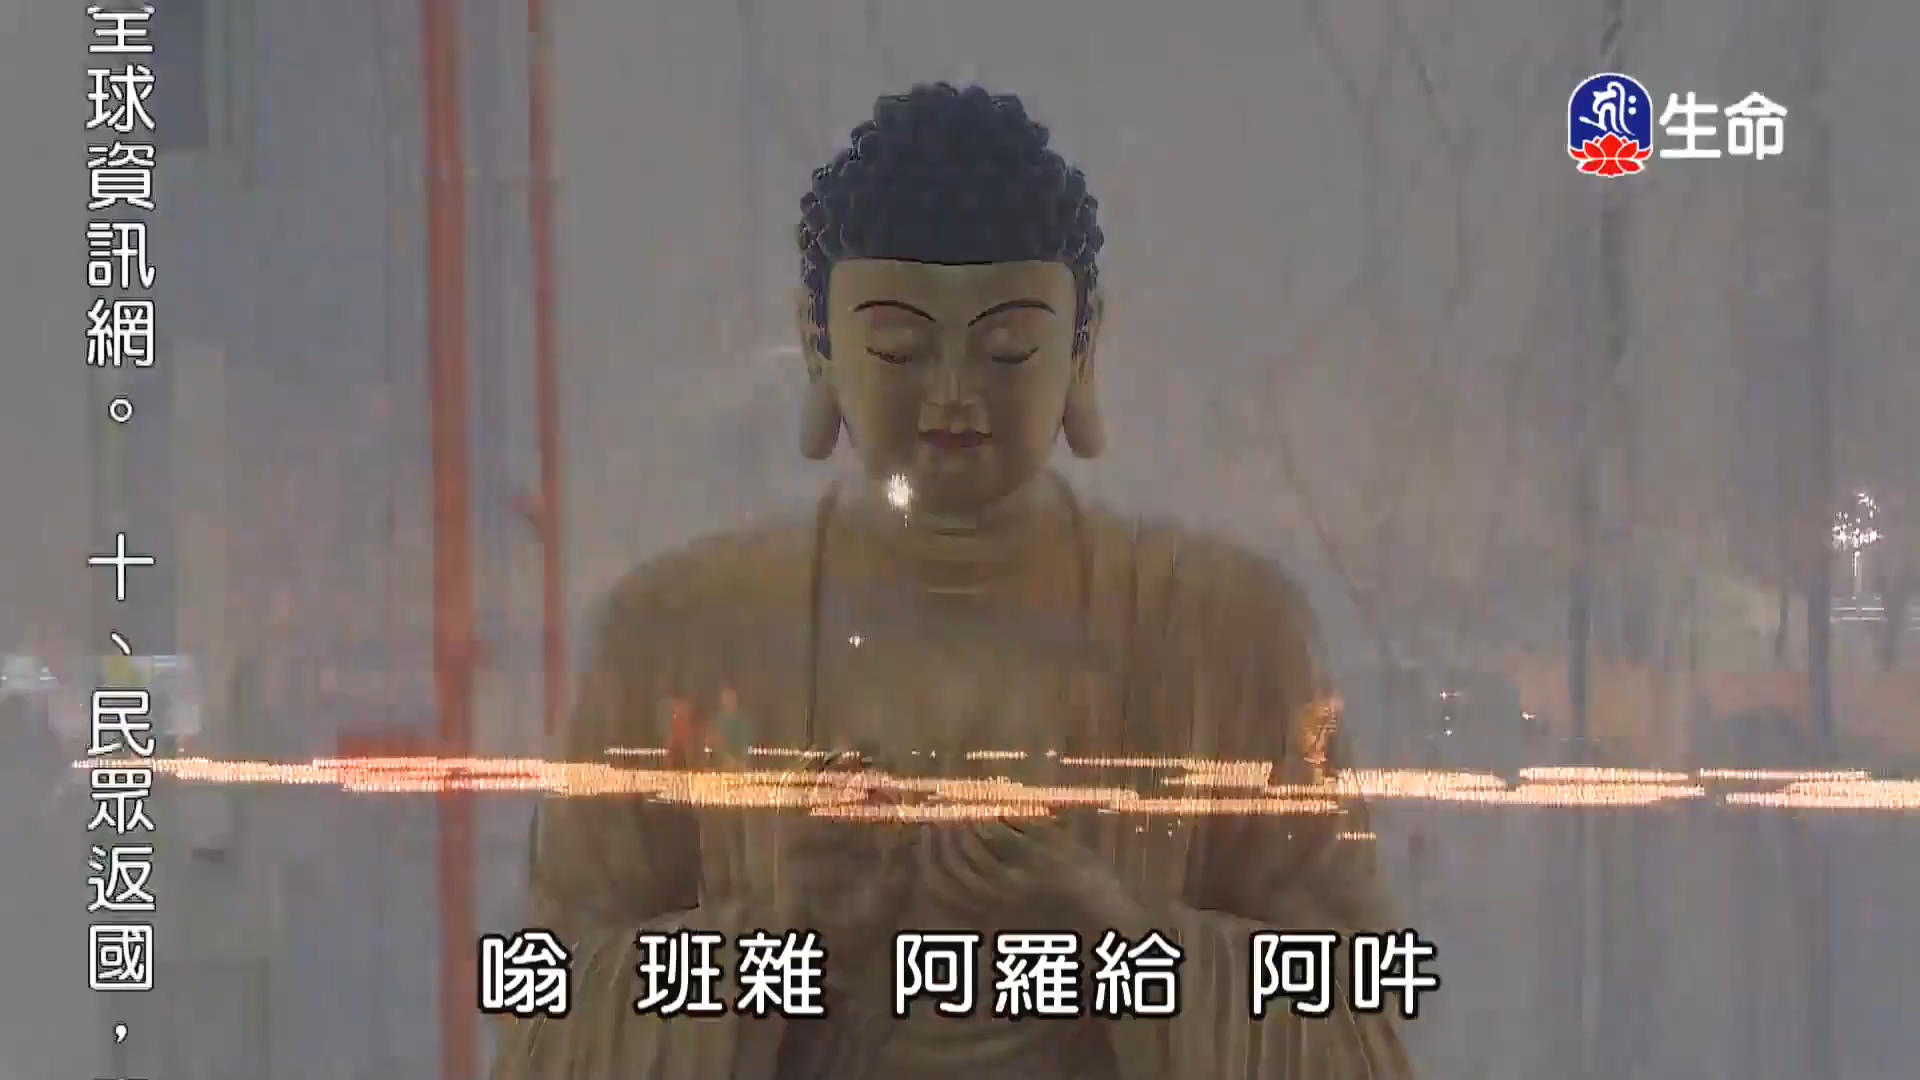 全球資訊網。 十、民眾返國，
生命
嗡 班雜 阿羅給 阿吽